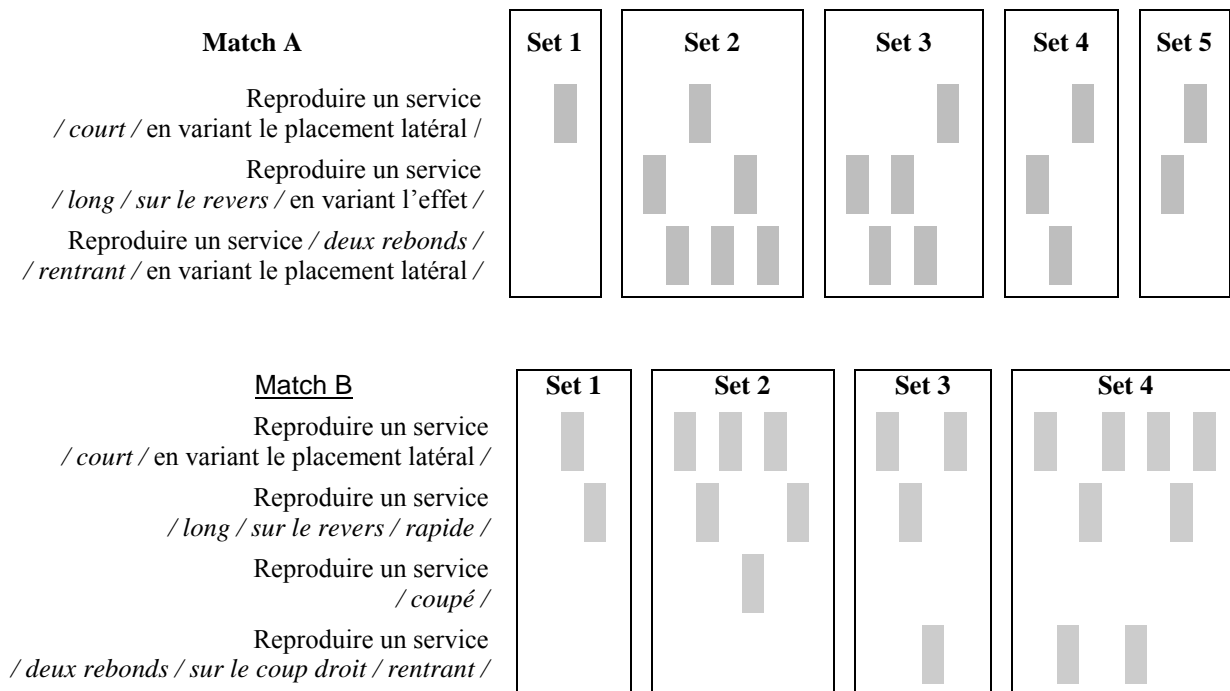 Match A Set 1 Set 2 Set 3 Set 4 Set 5
Reproduire un service
/ court / en variant le placement latéral /
Reproduire un service
/ long / sur le revers / en variant l’effet /
Reproduire un service / deux rebonds /
/ rentrant / en variant le placement latéral /
Match B Set 1 Set 2 Set 3 Set 4
Reproduire un service
/ court / en variant le placement latéral /
Reproduire un service
/ long / sur le revers / rapide /
Reproduire un service
/ coupé /
Reproduire un service
/ deux rebonds / sur le coup droit / rentrant /